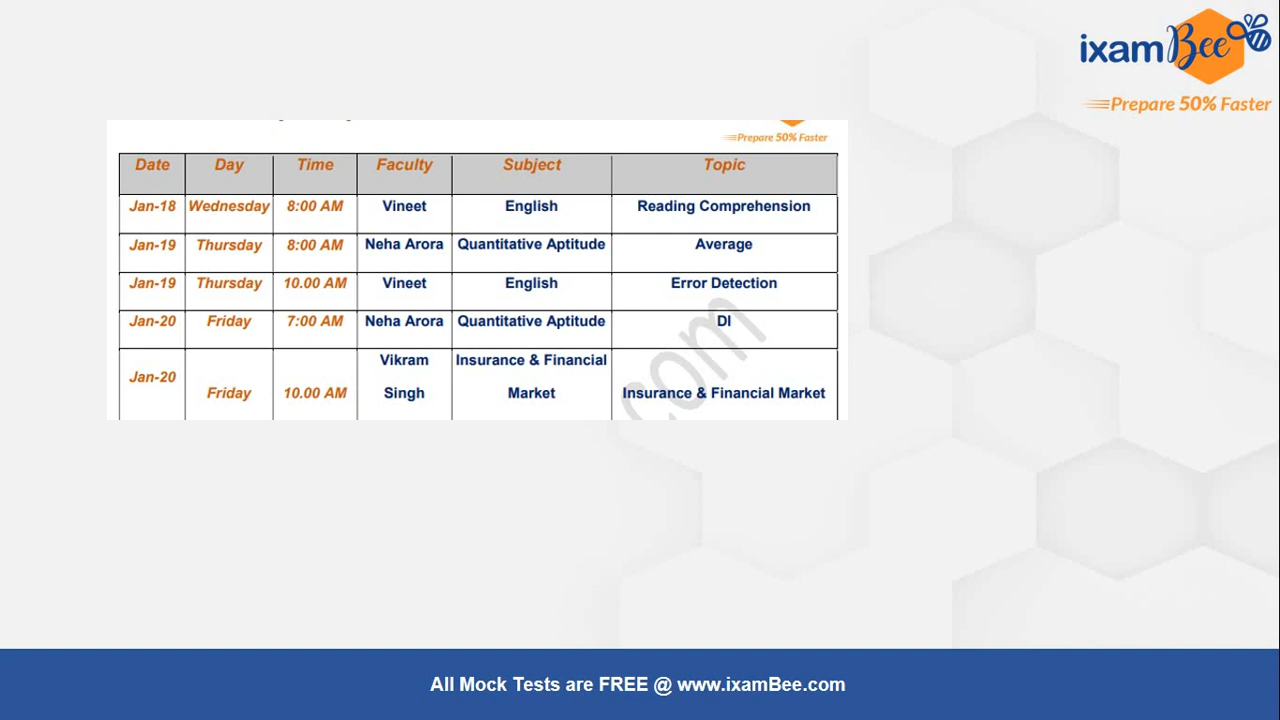 ixamBee
Prepare 50% Faster
Prepare 50% Faster
Date Day Time Faculty Subject Topic
Jan-18 Wednesday 8:00 AM Vineet English Reading Comprehension
Jan-19 Thursday 8:00 AM Neha Arora Quantitative Aptitude Average
Jan-19 Thursday 10.00 AM Vineet English Error Detection
Jan-20 Friday 7:00 AM Neha Arora Quantitative Aptitude DI
Jan-20 Friday 10.00 AM Vikram Singh Insurance & Financial Market Insurance & Financial Market
.com
All Mock Tests are FREE @ www.ixamBee.com